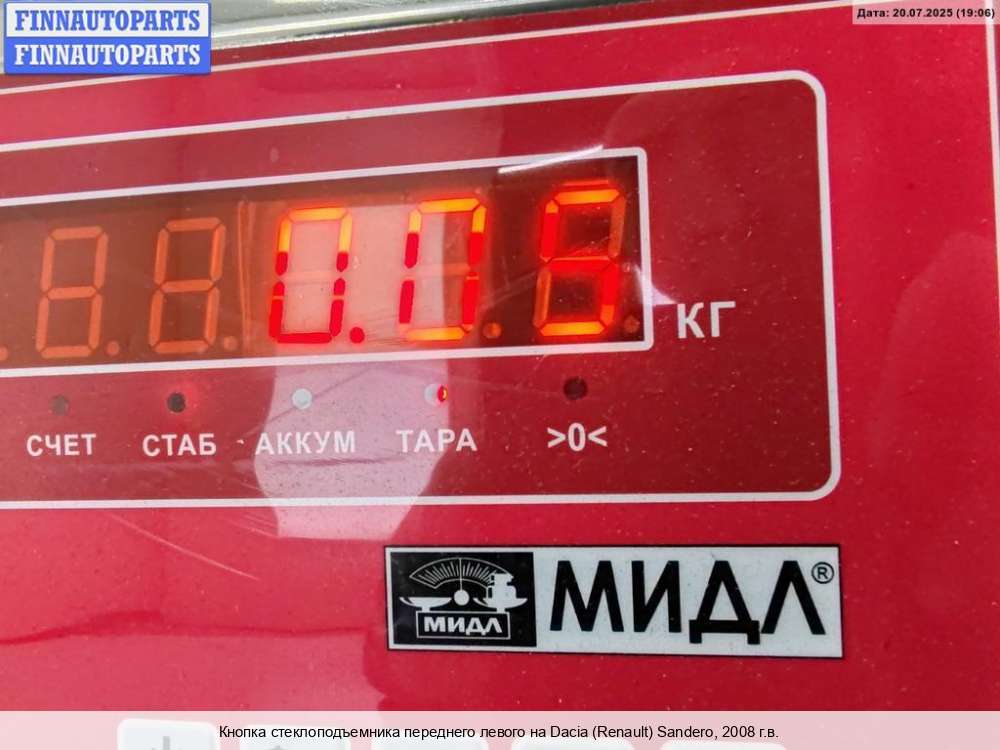 FINNAUTOPARTS
FINNAUTOPARTS
Дата: 20.07.2025 (19:06)
0.05
КГ
СЧЕТ СТАБ АККУМ ТАРА >0<
МИДЛ
МИДЛ®
Кнопка стеклоподъемника переднего левого на Dacia (Renault) Sandero, 2008 г.в.